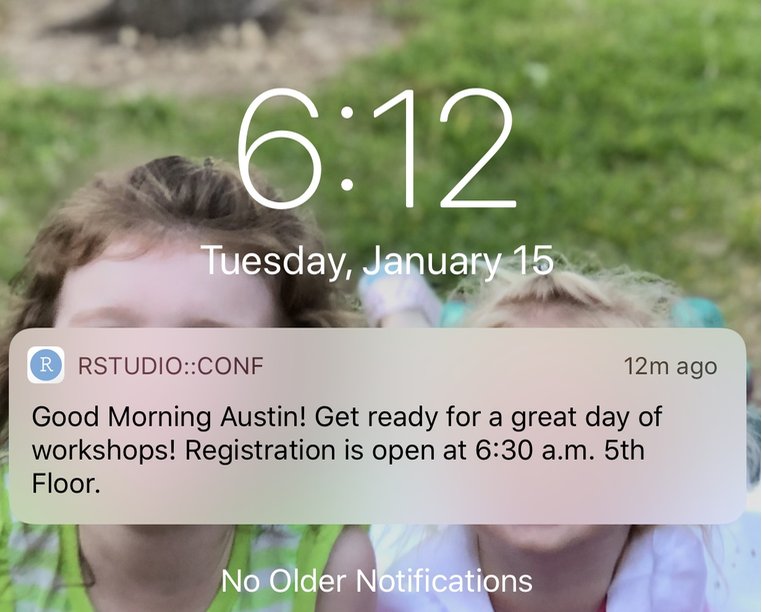 6:12
Tuesday, January 15
R RSTUDIO::CONF 12m ago
Good Morning Austin! Get ready for a great day of
workshops! Registration is open at 6:30 a.m. 5th
Floor.
No Older Notifications